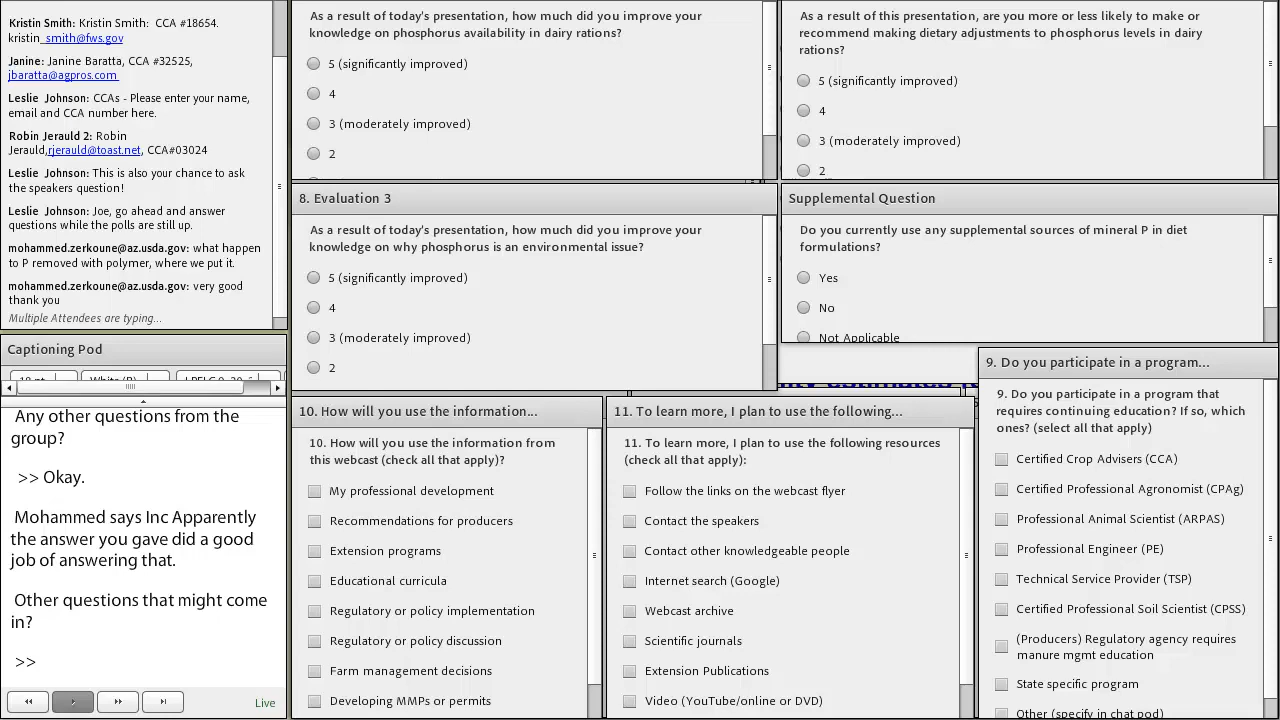 Kristin Smith: Kristin Smith: CCA #18654.
kristin_smith@fws.gov
Janine: Janine Baratta, CCA #32525,
jbaratta@agpros.com
Leslie Johnson: CCAs - Please enter your name,
email and CCA number here.
Robin Jerauld 2: Robin
Jerauld,rjerauld@toast.net, CCA#03024
Leslie Johnson: This is also your chance to ask
the speakers question!
Leslie Johnson: Joe, go ahead and answer
questions while the polls are still up.
mohammed.zerkoune@az.usda.gov: what happen
to P removed with polymer, where we put it.
mohammed.zerkoune@az.usda.gov: very good
thank you
Multiple Attendees are typing...
Captioning Pod
Any other questions from the
group?
>> Okay.
Mohammed says Inc Apparently
the answer you gave did a good
job of answering that.
Other questions that might come
in?
>>
Live
As a result of today's presentation, how much did you improve your
knowledge on phosphorus availability in dairy rations?
5 (significantly improved)
4
3 (moderately improved)
2
As a result of this presentation, are you more or less likely to make or
recommend making dietary adjustments to phosphorus levels in dairy
rations?
5 (significantly improved)
4
3 (moderately improved)
2
8. Evaluation 3
As a result of today's presentation, how much did you improve your
knowledge on why phosphorus is an environmental issue?
5 (significantly improved)
4
3 (moderately improved)
2
Supplemental Question
Do you currently use any supplemental sources of mineral P in diet
formulations?
Yes
No
Not Applicable
10. How will you use the information...
10. How will you use the information from
this webcast (check all that apply)?
My professional development
Recommendations for producers
Extension programs
Educational curricula
Regulatory or policy implementation
Regulatory or policy discussion
Farm management decisions
Developing MMPs or permits
11. To learn more, I plan to use the following...
11. To learn more, I plan to use the following resources
(check all that apply):
Follow the links on the webcast flyer
Contact the speakers
Contact other knowledgeable people
Internet search (Google)
Webcast archive
Scientific journals
Extension Publications
Video (YouTube/online or DVD)
9. Do you participate in a program...
9. Do you participate in a program that
requires continuing education? If so, which
ones? (select all that apply)
Certified Crop Advisers (CCA)
Certified Professional Agronomist (CPAg)
Professional Animal Scientist (ARPAS)
Professional Engineer (PE)
Technical Service Provider (TSP)
Certified Professional Soil Scientist (CPSS)
(Producers) Regulatory agency requires
manure mgmt education
State specific program
Other (specify in chat pod)